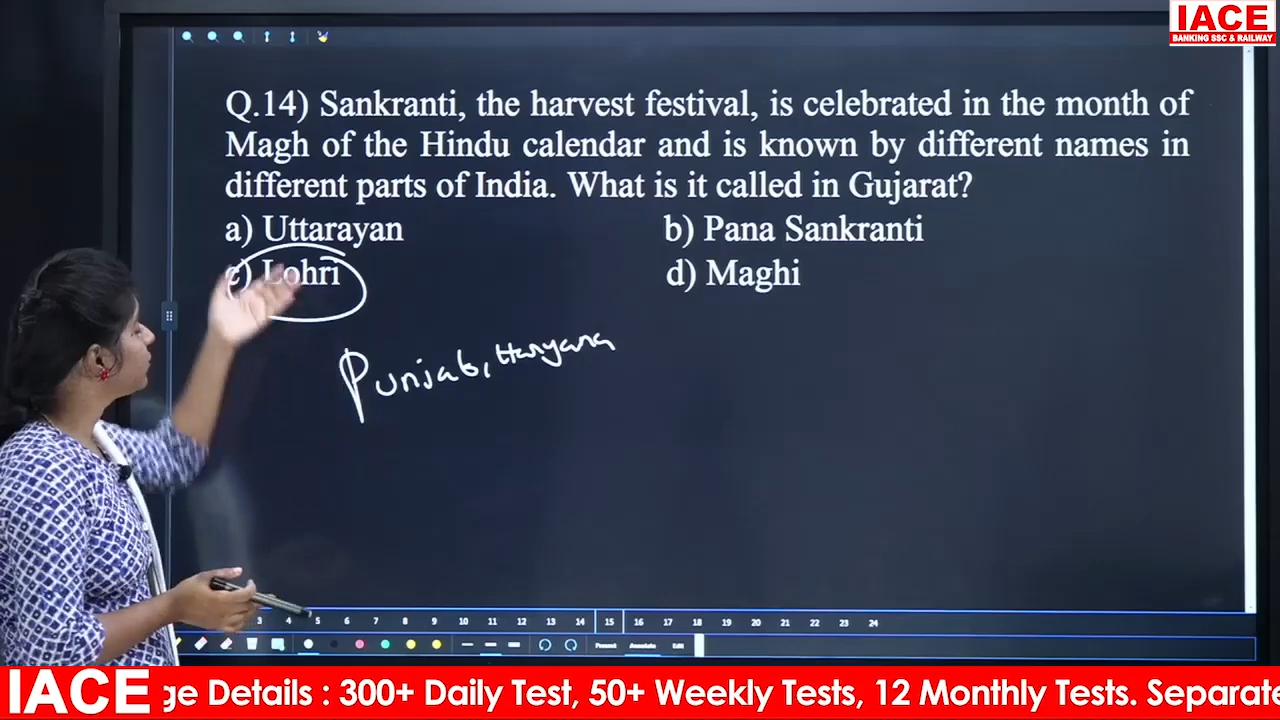 IACE
BANKING SSC & RAILWAY
Q.14) Sankranti, the harvest festival, is celebrated in the month of
Magh of the Hindu calendar and is known by different names in
different parts of India. What is it called in Gujarat?
a) Uttarayan
b) Pana Sankranti
c) Lohri
d) Maghi
Punjab, Haryana
3 4 5 6 7 8 9 10 11 12 13 14 15 16 17 18 19 20 21 22 23 24
Present Annotate Edit
IACE ge Details : 300+ Daily Test, 50+ Weekly Tests, 12 Monthly Tests. Separate